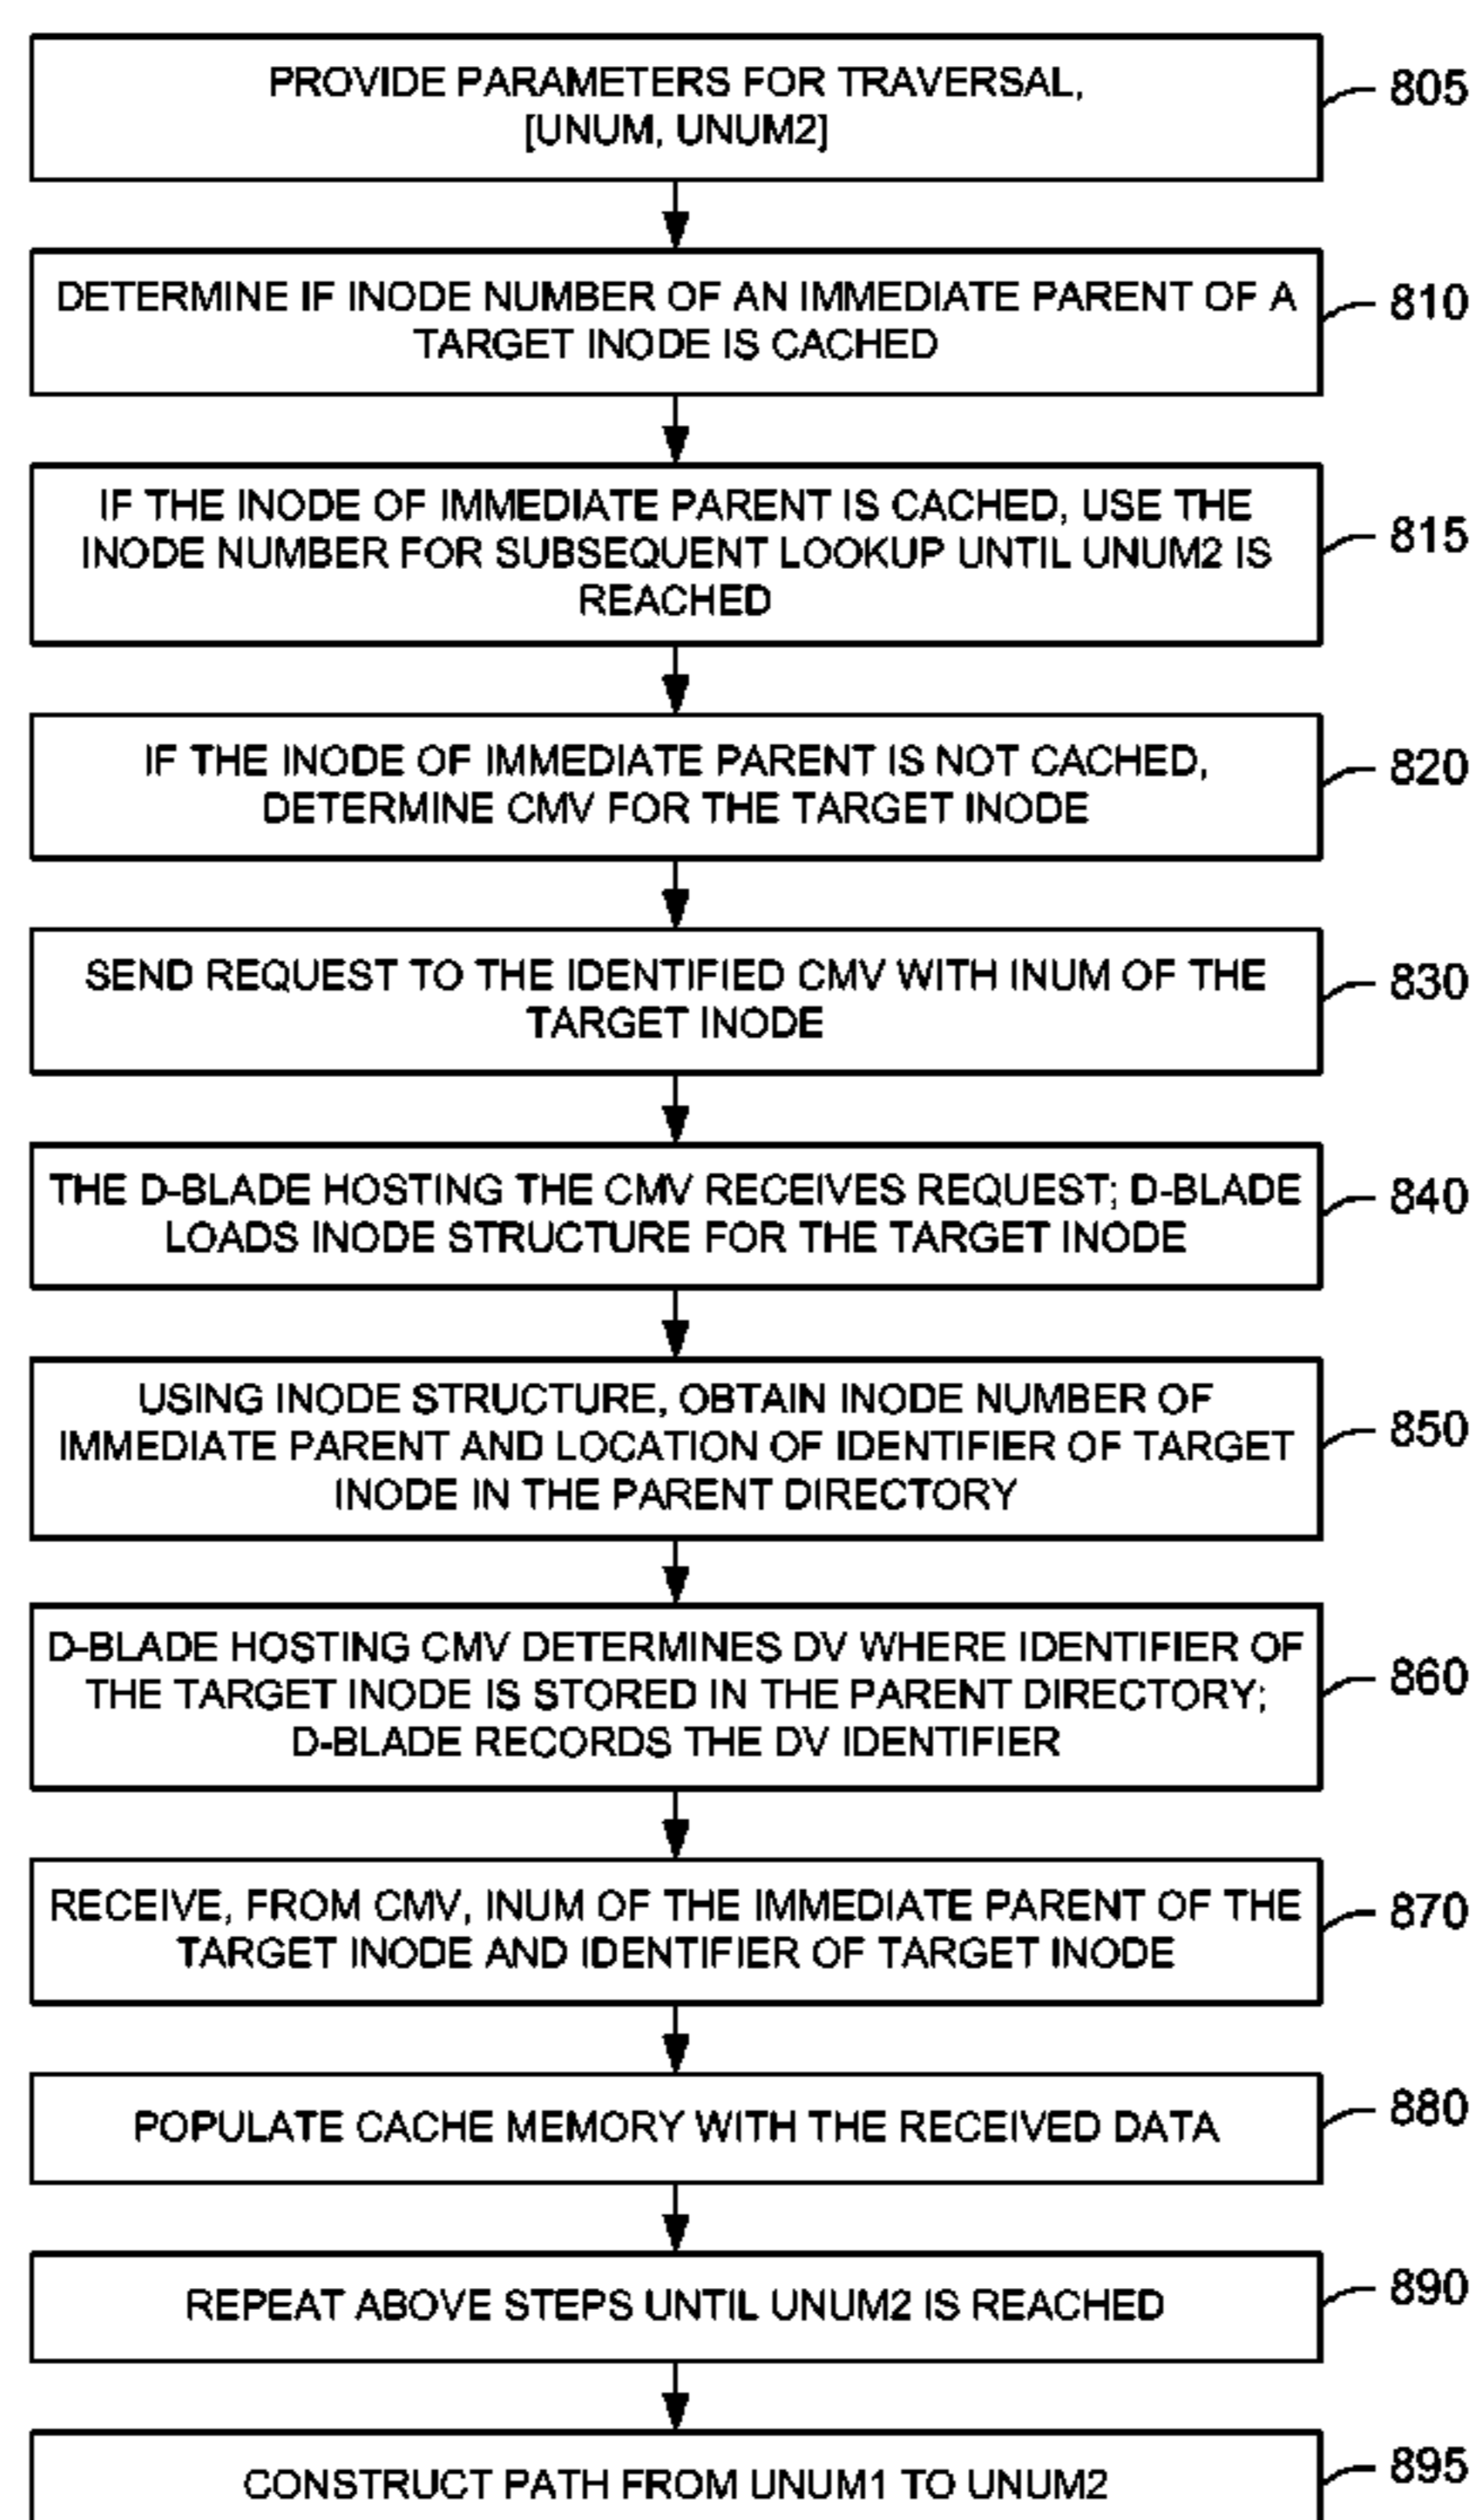 PROVIDE PARAMETERS FOR TRAVERSAL,
[UNUM, UNUM2]
805
DETERMINE IF INODE NUMBER OF AN IMMEDIATE PARENT OF A
TARGET INODE IS CACHED
810
IF THE INODE OF IMMEDIATE PARENT IS CACHED, USE THE
INODE NUMBER FOR SUBSEQUENT LOOKUP UNTIL UNUM2 IS
REACHED
815
IF THE INODE OF IMMEDIATE PARENT IS NOT CACHED,
DETERMINE CMV FOR THE TARGET INODE
820
SEND REQUEST TO THE IDENTIFIED CMV WITH INUM OF THE
TARGET INODE
830
THE D-BLADE HOSTING THE CMV RECEIVES REQUEST; D-BLADE
LOADS INODE STRUCTURE FOR THE TARGET INODE
840
USING INODE STRUCTURE, OBTAIN INODE NUMBER OF
IMMEDIATE PARENT AND LOCATION OF IDENTIFIER OF TARGET
INODE IN THE PARENT DIRECTORY
850
D-BLADE HOSTING CMV DETERMINES DV WHERE IDENTIFIER OF
THE TARGET INODE IS STORED IN THE PARENT DIRECTORY;
D-BLADE RECORDS THE DV IDENTIFIER
860
RECEIVE, FROM CMV, INUM OF THE IMMEDIATE PARENT OF THE
TARGET INODE AND IDENTIFIER OF TARGET INODE
870
POPULATE CACHE MEMORY WITH THE RECEIVED DATA
880
REPEAT ABOVE STEPS UNTIL UNUM2 IS REACHED
890
CONSTRUCT PATH FROM UNUM1 TO UNUM2
895